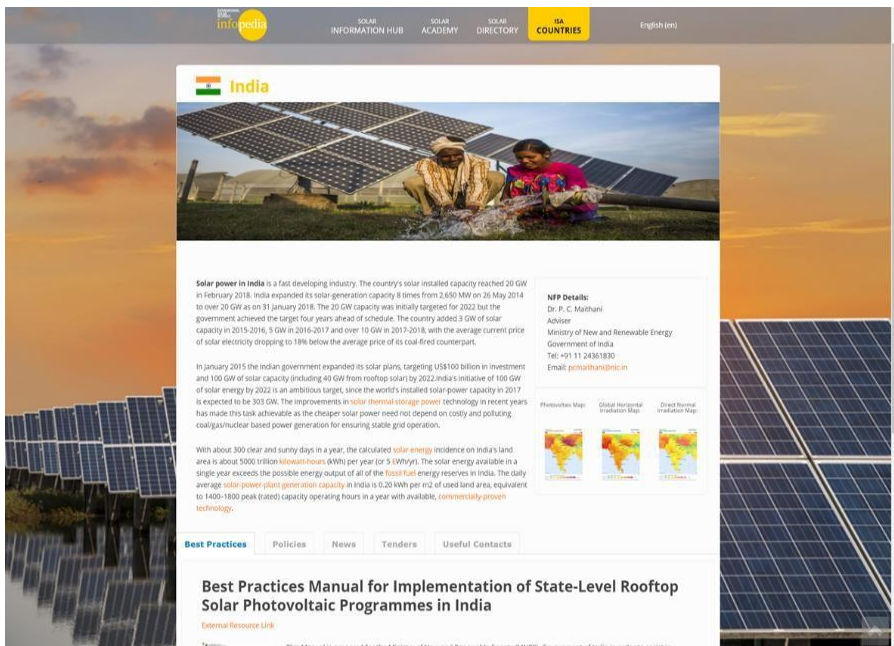 infopedia
SOLAR
INFORMATION HUB
SOLAR
ACADEMY
SOLAR
DIRECTORY
ISA
COUNTRIES
English (en)
India
Solar power in India is a fast developing industry. The country's solar installed capacity reached 20 GW
in February 2018. India expanded its solar-generation capacity 8 times from 2,650 MW on 26 May 2014
to over 20 GW as on 31 January 2018. The 20 GW capacity was initially targeted for 2022 but the
government achieved the target four years ahead of schedule. The country added 3 GW of solar
capacity in 2015-2016, 5 GW in 2016-2017 and over 10 GW in 2017-2018, with the average current price
of solar electricity dropping to 18% below the average price of its coal-fired counterpart.
In January 2015 the Indian government expanded its solar plans, targeting US$100 billion in investment
and 100 GW of solar capacity (including 40 GW from rooftop solar) by 2022.India's initiative of 100 GW
of solar energy by 2022 is an ambitious target, since the world's installed solar-power capacity in 2017
is expected to be 303 GW. The improvements in solar thermal storage power technology in recent years
has made this task achievable as the cheaper solar power need not depend on costly and polluting
coal/gas/nuclear based power generation for ensuring stable grid operation.
With about 300 clear and sunny days in a year, the calculated solar energy incidence on India's land
area is about 5000 trillion kilowatt-hours (kWh) per year (or 5 EWh/yr). The solar energy available in a
single year exceeds the possible energy output of all of the fossil fuel energy reserves in India. The daily
average solar-power-plant generation capacity in India is 0.20 kWh per m2 of used land area, equivalent
to 1400–1800 peak (rated) capacity operating hours in a year with available, commercially-proven
technology.
NFP Details:
Dr. P. C. Maithani
Adviser
Ministry of New and Renewable Energy
Government of India
Tel: +91 11 24361830
Email: pcmaithani@nic.in
Photovoltaic Map:
Global Horizontal
Irradiation Map:
Direct Normal
Irradiation Map:
Best Practices
Policies
News
Tenders
Useful Contacts
Best Practices Manual for Implementation of State-Level Rooftop
Solar Photovoltaic Programmes in India
External Resource Link